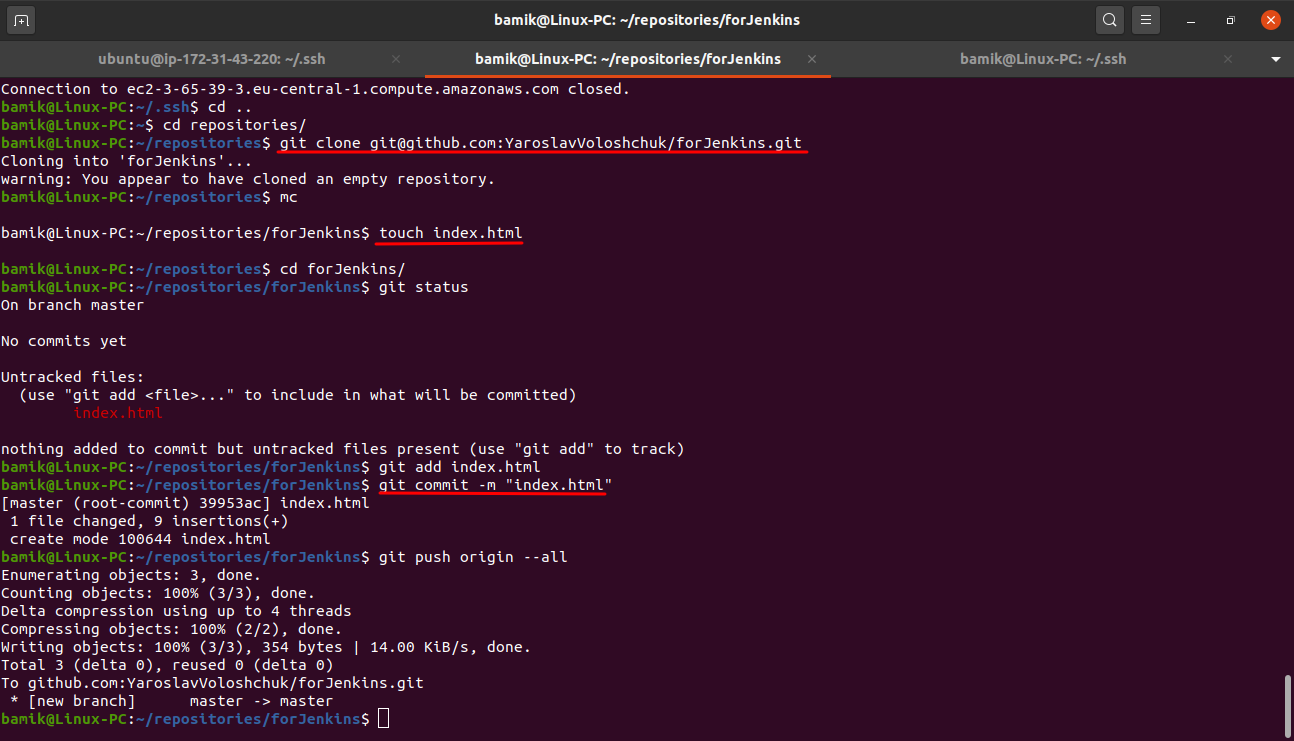 bamik@Linux-PC: ~/repositories/forJenkins
ubuntu@ip-172-31-43-220: ~/.ssh
bamik@Linux-PC: ~/repositories/forJenkins
bamik@Linux-PC: ~/.ssh
Connection to ec2-3-65-39-3.eu-central-1.compute.amazonaws.com closed.
bamik@Linux-PC:~/.ssh$ cd ..
bamik@Linux-PC:~$ cd repositories/
bamik@Linux-PC:~/repositories$ git clone git@github.com:YaroslavVoloshchuk/forJenkins.git
Cloning into 'forJenkins'...
warning: You appear to have cloned an empty repository.
bamik@Linux-PC:~/repositories$ mc
bamik@Linux-PC:~/repositories/forJenkins$ touch index.html
bamik@Linux-PC:~/repositories$ cd forJenkins/
bamik@Linux-PC:~/repositories/forJenkins$ git status
On branch master
No commits yet
Untracked files:
  (use "git add <file>..." to include in what will be committed)
        index.html
nothing added to commit but untracked files present (use "git add" to track)
bamik@Linux-PC:~/repositories/forJenkins$ git add index.html
bamik@Linux-PC:~/repositories/forJenkins$ git commit -m "index.html"
[master (root-commit) 39953ac] index.html
 1 file changed, 9 insertions(+)
 create mode 100644 index.html
bamik@Linux-PC:~/repositories/forJenkins$ git push origin --all
Enumerating objects: 3, done.
Counting objects: 100% (3/3), done.
Delta compression using up to 4 threads
Compressing objects: 100% (2/2), done.
Writing objects: 100% (3/3), 354 bytes | 14.00 KiB/s, done.
Total 3 (delta 0), reused 0 (delta 0)
To github.com:YaroslavVoloshchuk/forJenkins.git
 * [new branch]      master -> master
bamik@Linux-PC:~/repositories/forJenkins$